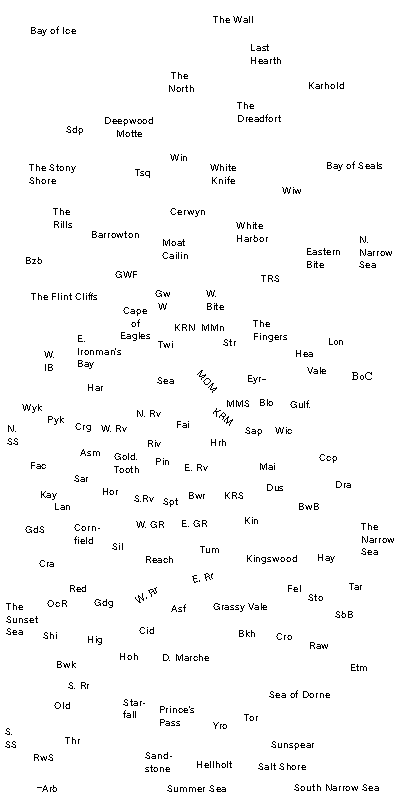 The Wall
Bay of Ice
Last
Hearth
The
North
Karhold
The
Dreadfort
Deepwood
Motte
Sdp
Win
The Stony
Shore
Tsq
White
Knife
Bay of Seals
Wiw
The
Rills
Cerwyn
Barrowton
White
Harbor
Moat
Cailin
N.
Narrow
Sea
Eastern
Bite
Bzb
GWF
TRS
The Flint Cliffs
Gw
W
W.
Bite
Cape
of
Eagles
KRN
MMn
The
Fingers
E.
Ironman's
Bay
Twi
Str
Lon
Hea
W.
IB
Vale
BoC
Sea
MOM
Eyr~
Har
Wyk
MMS
Blo
Gulf.
Pyk
N. Rv
KRM
N.
SS
Crg
W. Rv
Fai
Sap
Wic
Riv
Hrh
Asm
Gold.
Tooth
Pin
E. Rv
Mai
Ccp
Fac
Sar
Dus
Dra
Kay
Hor
S.Rv
Spt
Bwr
KRS
Lan
BwB
GdS
Corn-
field
W. GR
E. GR
Kin
The
Narrow
Sea
Sil
Tum
Cra
Reach
Kingswood
Hay
E. Rr
Red
W. Rr
Fel
Tar
Sto
The
Sunset
Sea
OcR
Gdg
Asf
Grassy Vale
SbB
Shi
Hig
Cid
Bkh
Cro
Raw
Bwk
Hoh
D. Marche
Etm
S. Rr
Sea of Dorne
Old
Star-
fall
Prince's
Pass
Yro
Tor
S.
SS
Thr
Sunspear
RwS
Sand-
stone
Hellholt
Salt Shore
~Arb
Summer Sea
South Narrow Sea